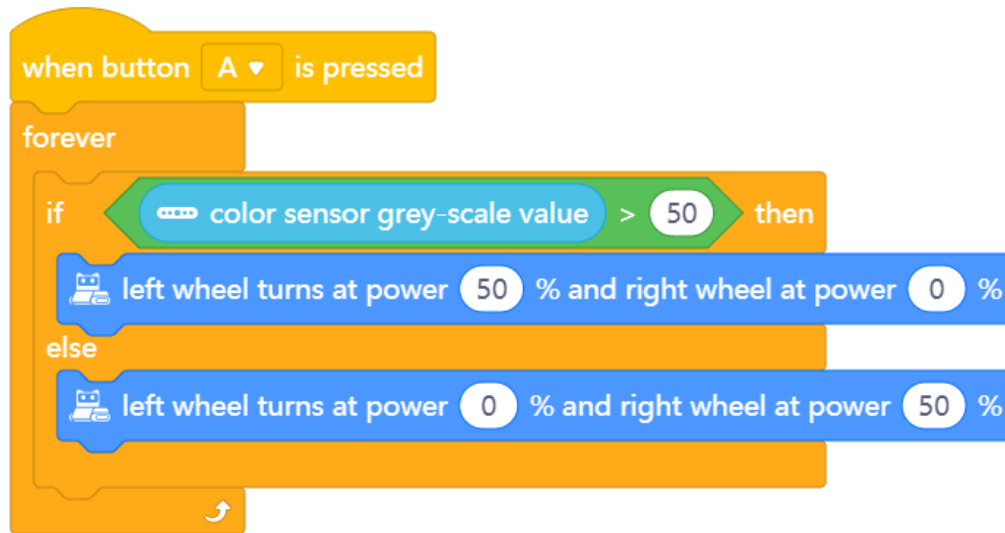 when button A ▼ is pressed
forever
if color sensor grey-scale value > 50 then
left wheel turns at power 50 % and right wheel at power 0 %
else
left wheel turns at power 0 % and right wheel at power 50 %